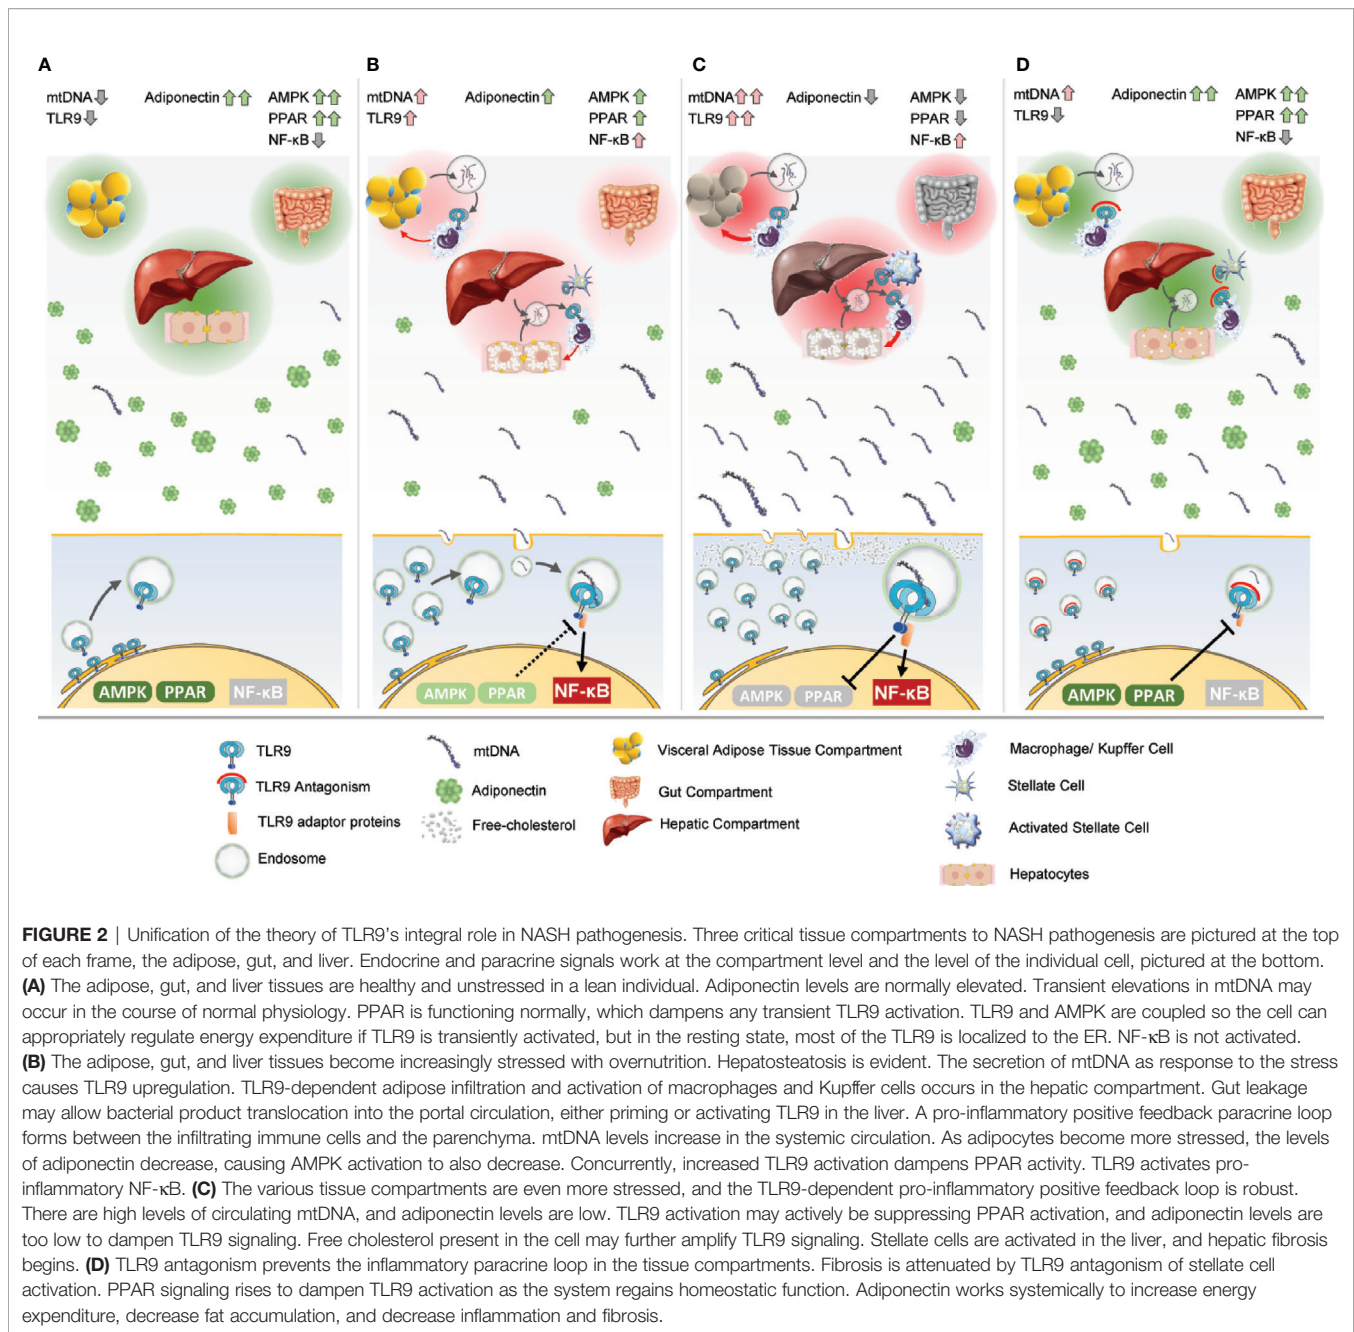 A
mtDNA
TLR9
Adiponectin
AMPK
PPAR
NF-κB
B
mtDNA
TLR9
Adiponectin
AMPK
PPAR
NF-κB
C
mtDNA
TLR9
Adiponectin
AMPK
PPAR
NF-κB
D
mtDNA
TLR9
Adiponectin
AMPK
PPAR
NF-κB
AMPK PPAR NF-κB
AMPK PPAR NF-κB
AMPK PPAR NF-κB
AMPK PPAR NF-κB
TLR9
TLR9 Antagonism
TLR9 adaptor proteins
Endosome
mtDNA
Adiponectin
Free-cholesterol
Visceral Adipose Tissue Compartment
Gut Compartment
Hepatic Compartment
Macrophage/ Kupffer Cell
Stellate Cell
Activated Stellate Cell
Hepatocytes
FIGURE 2 | Unification of the theory of TLR9's integral role in NASH pathogenesis. Three critical tissue compartments to NASH pathogenesis are pictured at the top
of each frame, the adipose, gut, and liver. Endocrine and paracrine signals work at the compartment level and the level of the individual cell, pictured at the bottom.
(A) The adipose, gut, and liver tissues are healthy and unstressed in a lean individual. Adiponectin levels are normally elevated. Transient elevations in mtDNA may
occur in the course of normal physiology. PPAR is functioning normally, which dampens any transient TLR9 activation. TLR9 and AMPK are coupled so the cell can
appropriately regulate energy expenditure if TLR9 is transiently activated, but in the resting state, most of the TLR9 is localized to the ER. NF-κB is not activated.
(B) The adipose, gut, and liver tissues become increasingly stressed with overnutrition. Hepatosteatosis is evident. The secretion of mtDNA as response to the stress
causes TLR9 upregulation. TLR9-dependent adipose infiltration and activation of macrophages and Kupffer cells occurs in the hepatic compartment. Gut leakage
may allow bacterial product translocation into the portal circulation, either priming or activating TLR9 in the liver. A pro-inflammatory positive feedback paracrine loop
forms between the infiltrating immune cells and the parenchyma. mtDNA levels increase in the systemic circulation. As adipocytes become more stressed, the levels
of adiponectin decrease, causing AMPK activation to also decrease. Concurrently, increased TLR9 activation dampens PPAR activity. TLR9 activates pro-
inflammatory NF-κB. (C) The various tissue compartments are even more stressed, and the TLR9-dependent pro-inflammatory positive feedback loop is robust.
There are high levels of circulating mtDNA, and adiponectin levels are low. TLR9 activation may actively be suppressing PPAR activation, and adiponectin levels are
too low to dampen TLR9 signaling. Free cholesterol present in the cell may further amplify TLR9 signaling. Stellate cells are activated in the liver, and hepatic fibrosis
begins. (D) TLR9 antagonism prevents the inflammatory paracrine loop in the tissue compartments. Fibrosis is attenuated by TLR9 antagonism of stellate cell
activation. PPAR signaling rises to dampen TLR9 activation as the system regains homeostatic function. Adiponectin works systemically to increase energy
expenditure, decrease fat accumulation, and decrease inflammation and fibrosis.